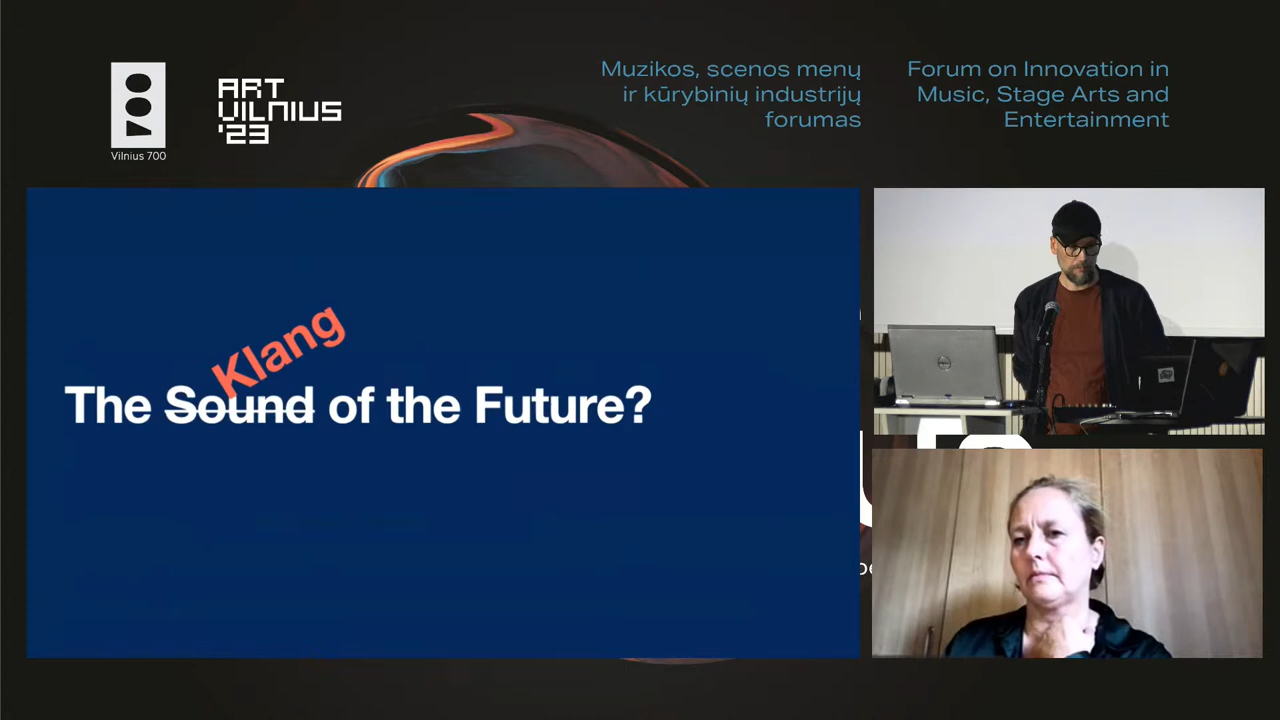 Vilnius 700
ART
VILNIUS
'23
Muzikos, scenos menų
ir kūrybinių industrijų
forumas
Forum on Innovation in
Music, Stage Arts and
Entertainment
Klang
The Sound of the Future?